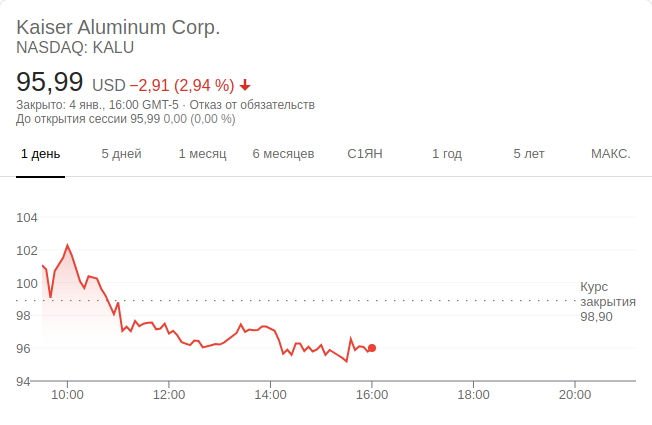 Kaiser Aluminum Corp.
NASDAQ: KALU
95,99 USD −2,91 (2,94 %) ↓
Закрыто: 4 янв., 16:00 GMT-5 · Отказ от обязательств
До открытия сессии 95,99 0,00 (0,00 %)
1 день 5 дней 1 месяц 6 месяцев С1ЯН 1 год 5 лет МАКС.
104
102
100
98
96
94
Курс
закрытия
98,90
10:00 12:00 14:00 16:00 18:00 20:00